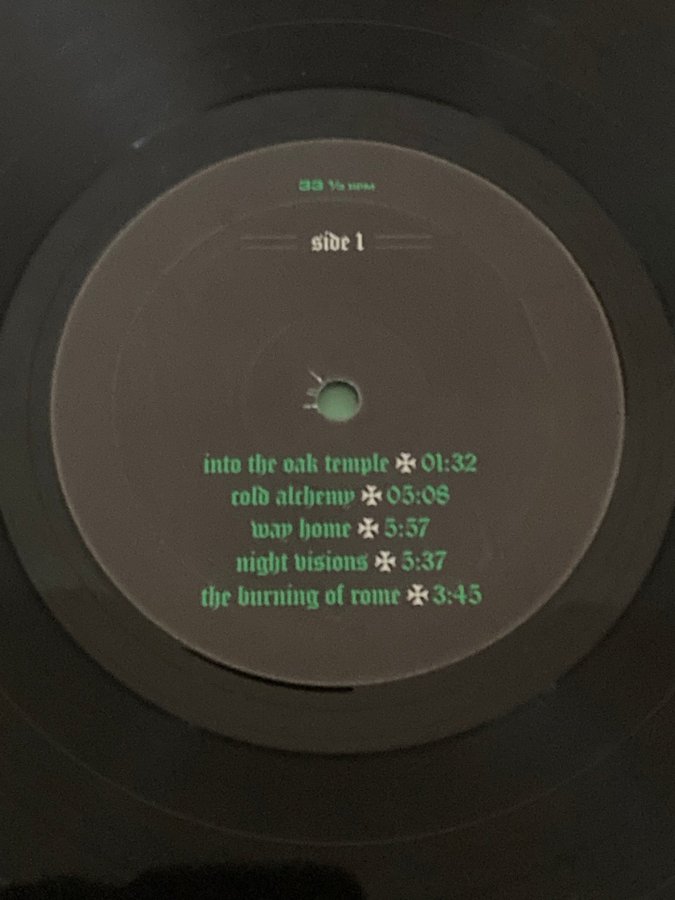 33 ⅓ RPM
side 1
into the oak temple ✠ 01:32
cold alchemy ✠ 05:08
way home ✠ 5:57
night visions ✠ 5:37
the burning of rome ✠ 3:45